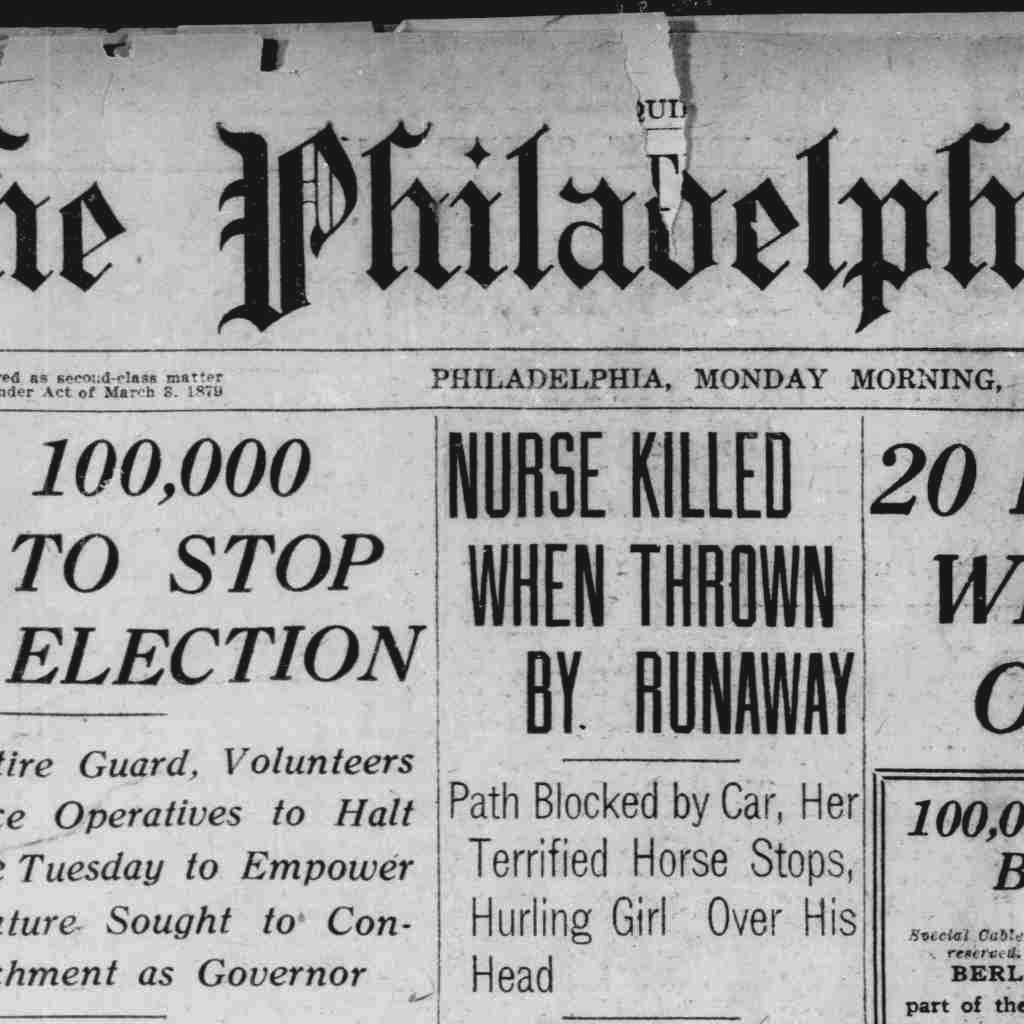 he Philadelph
red as second-class matter
nder Act of March 3, 1879
PHILADELPHIA, MONDAY MORNING,
100,000
TO STOP
ELECTION
tire Guard, Volunteers
ce Operatives to Halt
e Tuesday to Empower
ature Sought to Con-
chment as Governor
NURSE KILLED
WHEN THROWN
BY RUNAWAY
Path Blocked by Car, Her
Terrified Horse Stops,
Hurling Girl Over His
Head
20
W
O
100,0
B
Special Cable
reserved.
BERL
part of the